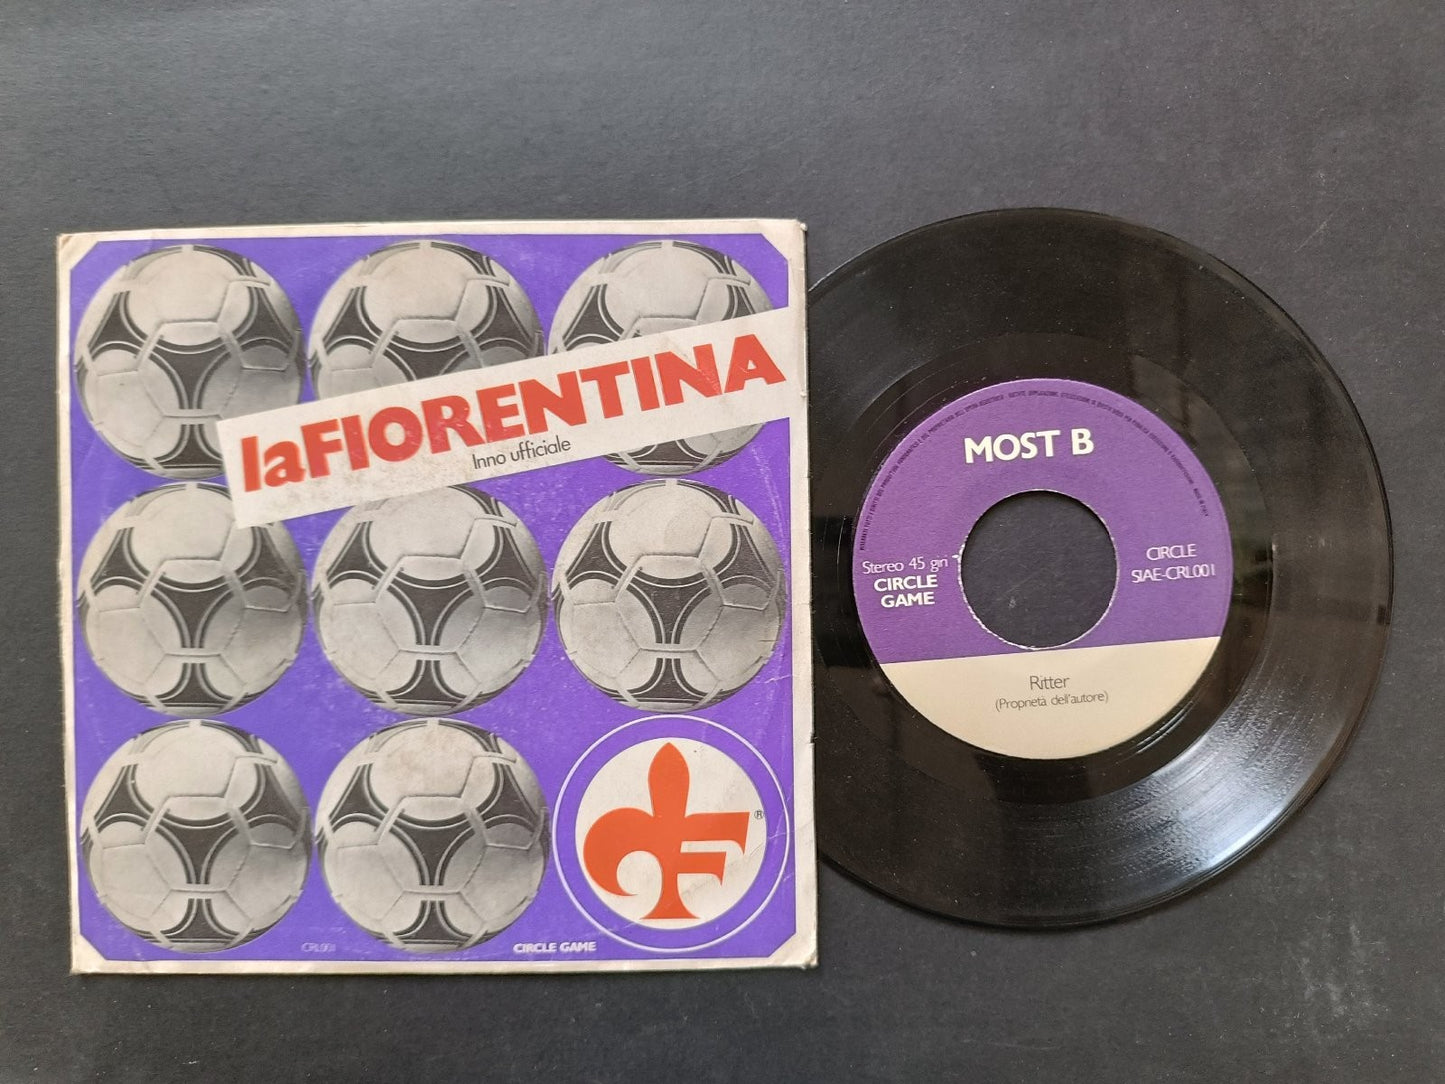 laFIORENTINA
Inno ufficiale
F
®
CRL001
CIRCLE GAME
MOST B
Stereo 45 giri
CIRCLE
GAME
CIRCLE
SIAE-CRL001
Ritter
(Proprietà dell'autore)